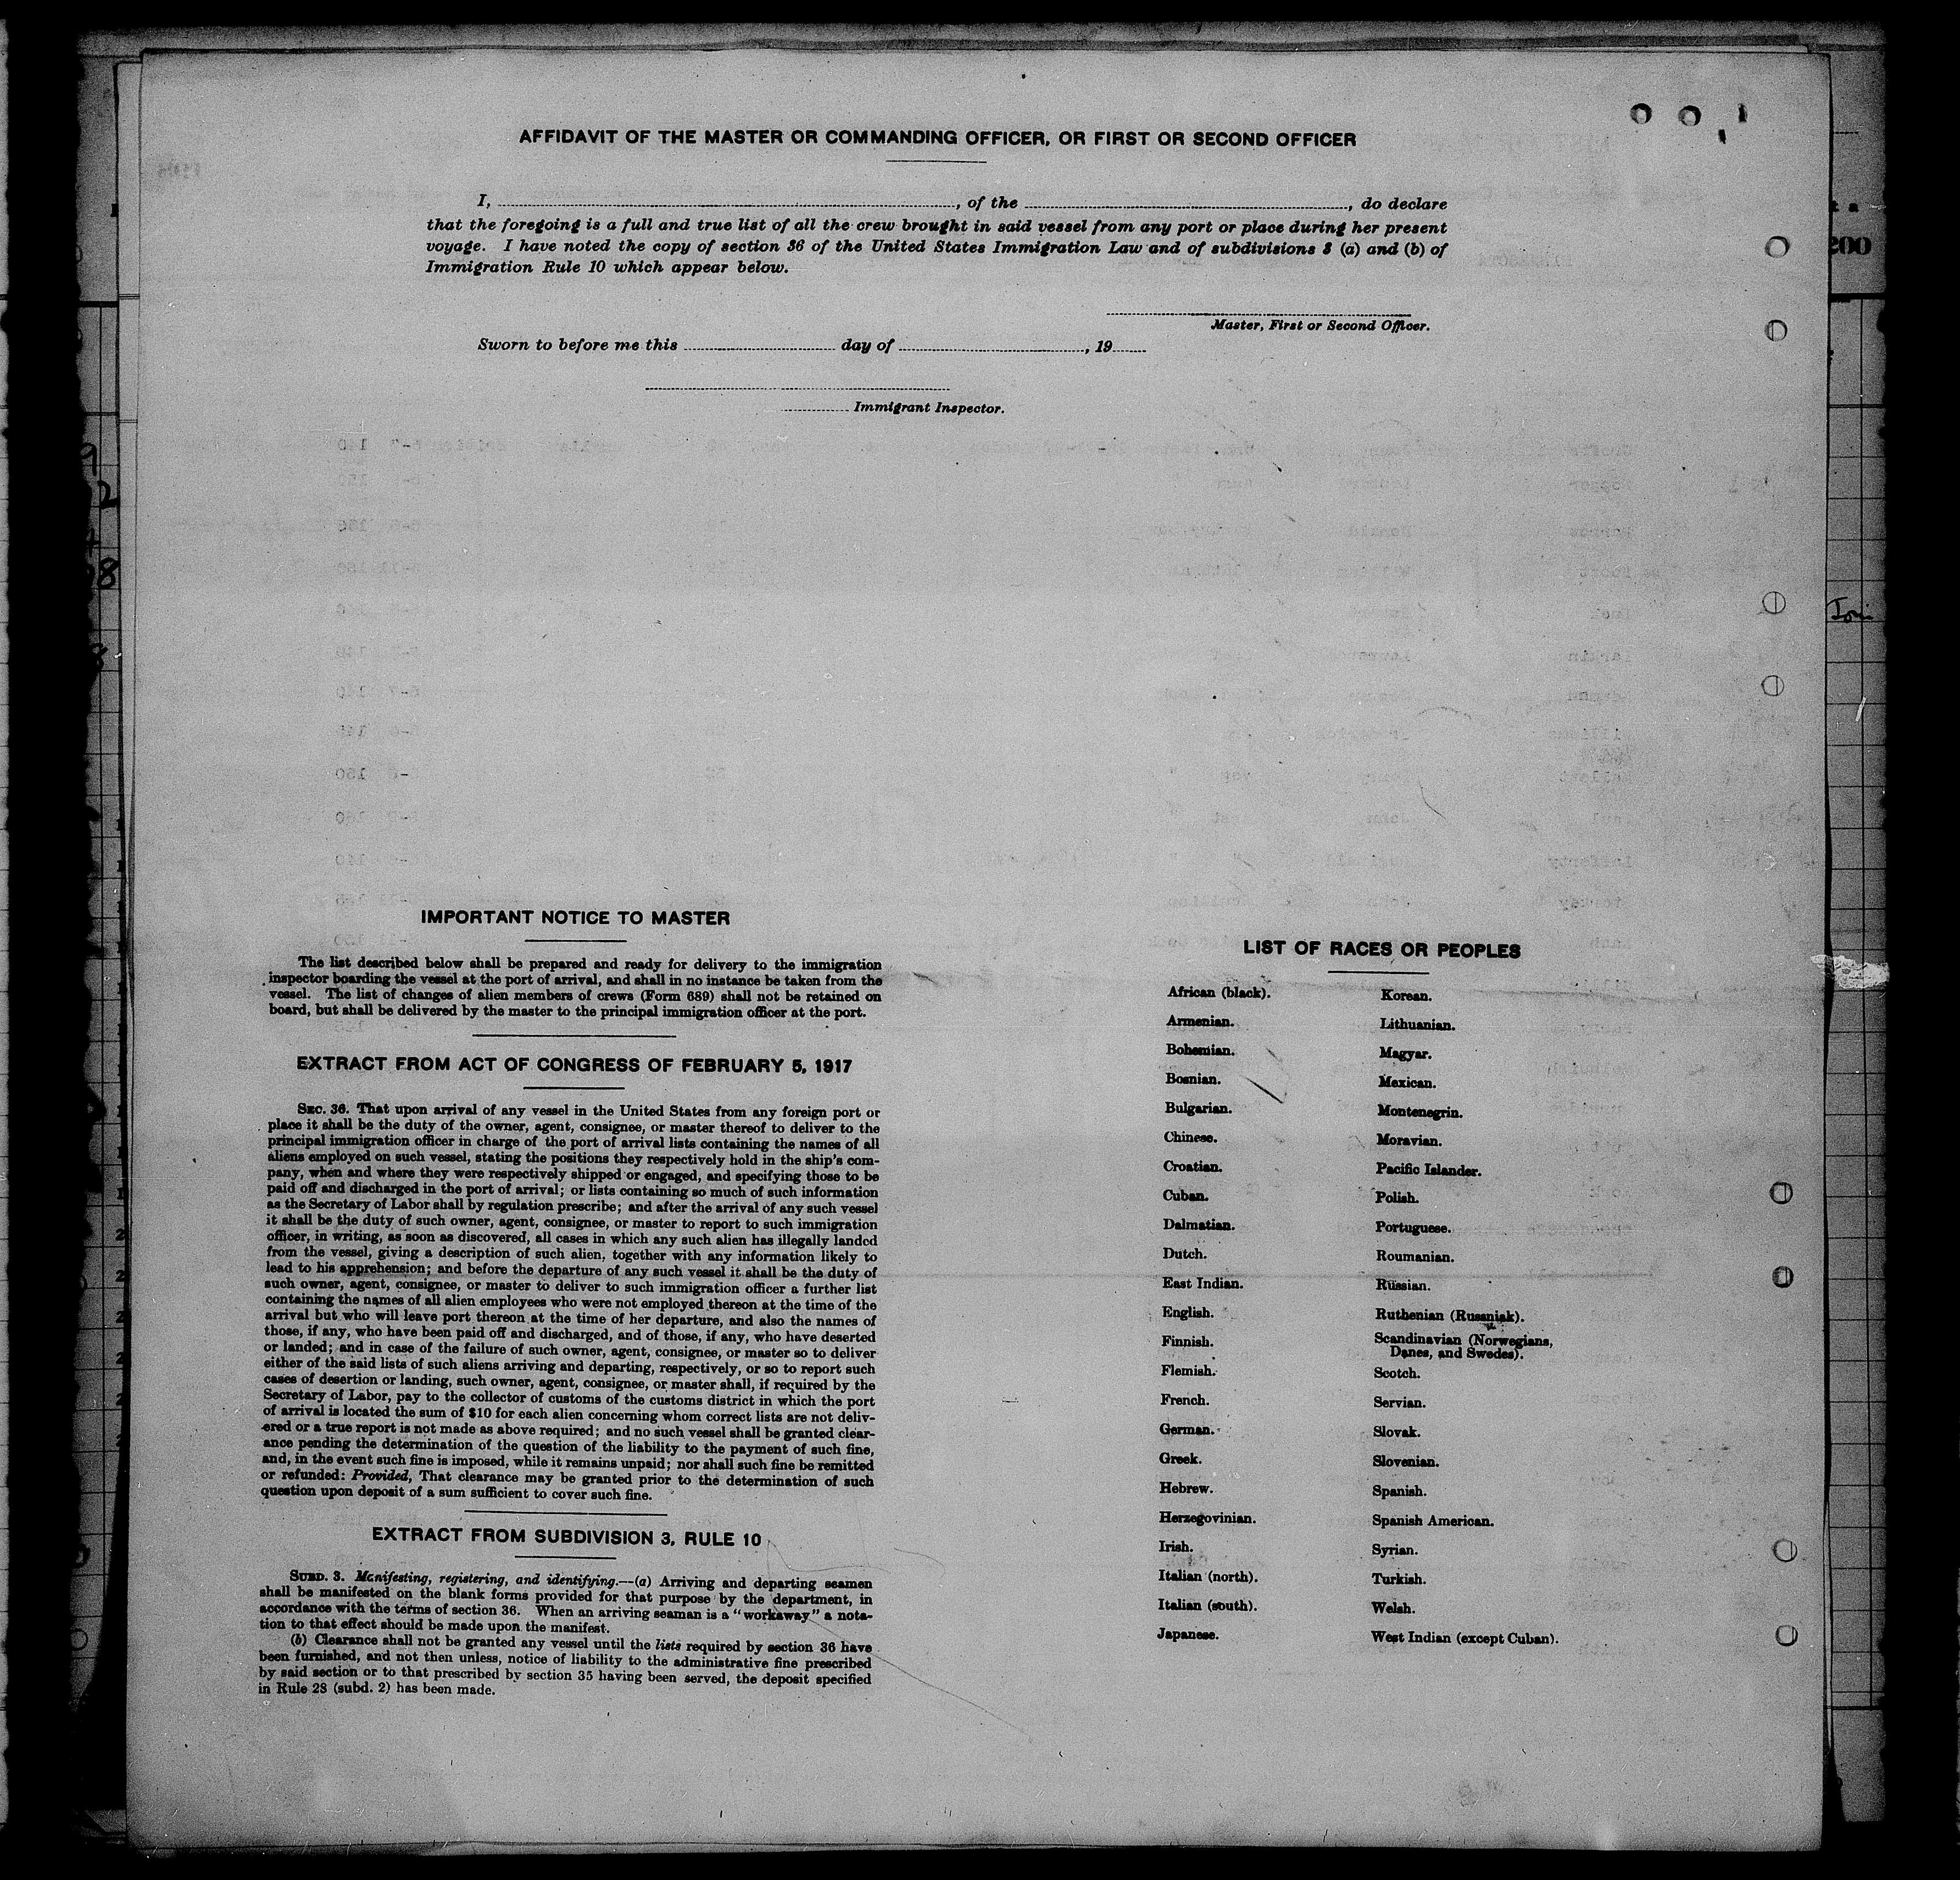 AFFIDAVIT OF THE MASTER OR COMMANDING OFFICER, OR FIRST OR SECOND OFFICER
I, , of the , do declare
that the foregoing is a full and true list of all the crew brought in said vessel from any port or place during her present
voyage. I have noted the copy of section 36 of the United States Immigration Law and of subdivisions 3 (a) and (b) of
Immigration Rule 10 which appear below.
Master, First or Second Officer.
Sworn to before me this day of , 19
Immigrant Inspector.
IMPORTANT NOTICE TO MASTER
The list described below shall be prepared and ready for delivery to the immigration
inspector boarding the vessel at the port of arrival, and shall in no instance be taken from the
vessel. The list of changes of alien members of crews (Form 689) shall not be retained on
board, but shall be delivered by the master to the principal immigration officer at the port.
EXTRACT FROM ACT OF CONGRESS OF FEBRUARY 5, 1917
SEC. 36. That upon arrival of any vessel in the United States from any foreign port or
place it shall be the duty of the owner, agent, consignee, or master thereof to deliver to the
principal immigration officer in charge of the port of arrival lists containing the names of all
aliens employed on such vessel, stating the positions they respectively hold in the ship's com-
pany, when and where they were respectively shipped or engaged, and specifying those to be
paid off and discharged in the port of arrival; or lists containing so much of such information
as the Secretary of Labor shall by regulation prescribe; and after the arrival of any such vessel
it shall be the duty of such owner, agent, consignee, or master to report to such immigration
officer, in writing, as soon as discovered, all cases in which any such alien has illegally landed
from the vessel, giving a description of such alien, together with any information likely to
lead to his apprehension; and before the departure of any such vessel it shall be the duty of
such owner, agent, consignee, or master to deliver to such immigration officer a further list
containing the names of all alien employees who were not employed thereon at the time of the
arrival but who will leave port thereon at the time of her departure, and also the names of
those, if any, who have been paid off and discharged, and of those, if any, who have deserted
or landed; and in case of the failure of such owner, agent, consignee, or master so to deliver
either of the said lists of such aliens arriving and departing, respectively, or so to report such
cases of desertion or landing, such owner, agent, consignee, or master shall, if required by the
Secretary of Labor, pay to the collector of customs of the customs district in which the port
of arrival is located the sum of $10 for each alien concerning whom correct lists are not deliv-
ered or a true report is not made as above required; and no such vessel shall be granted clear-
ance pending the determination of the question of the liability to the payment of such fine,
and, in the event such fine is imposed, while it remains unpaid; nor shall such fine be remitted
or refunded: Provided, That clearance may be granted prior to the determination of such
question upon deposit of a sum sufficient to cover such fine.
EXTRACT FROM SUBDIVISION 3, RULE 10
SUBD. 3. Manifesting, registering, and identifying.—(a) Arriving and departing seamen
shall be manifested on the blank forms provided for that purpose by the department, in
accordance with the terms of section 36. When an arriving seaman is a "workaway" a nota-
tion to that effect should be made upon the manifest.
(b) Clearance shall not be granted any vessel until the lists required by section 36 have
been furnished, and not then unless, notice of liability to the administrative fine prescribed
by said section or to that prescribed by section 35 having been served, the deposit specified
in Rule 28 (subd. 2) has been made.
LIST OF RACES OR PEOPLES
African (black).
Armenian.
Bohemian.
Bosnian.
Bulgarian.
Chinese.
Croatian.
Cuban.
Dalmatian.
Dutch.
East Indian.
English.
Finnish.
Flemish.
French.
German.
Greek.
Hebrew.
Herzegovinian.
Irish.
Italian (north).
Italian (south).
Japanese.
Korean.
Lithuanian.
Magyar.
Mexican.
Montenegrin.
Moravian.
Pacific Islander.
Polish.
Portuguese.
Roumanian.
Russian.
Ruthenian (Russniak).
Scandinavian (Norwegians,
Danes, and Swedes).
Scotch.
Servian.
Slovak.
Slovenian.
Spanish.
Spanish American.
Syrian.
Turkish.
Welsh.
West Indian (except Cuban).